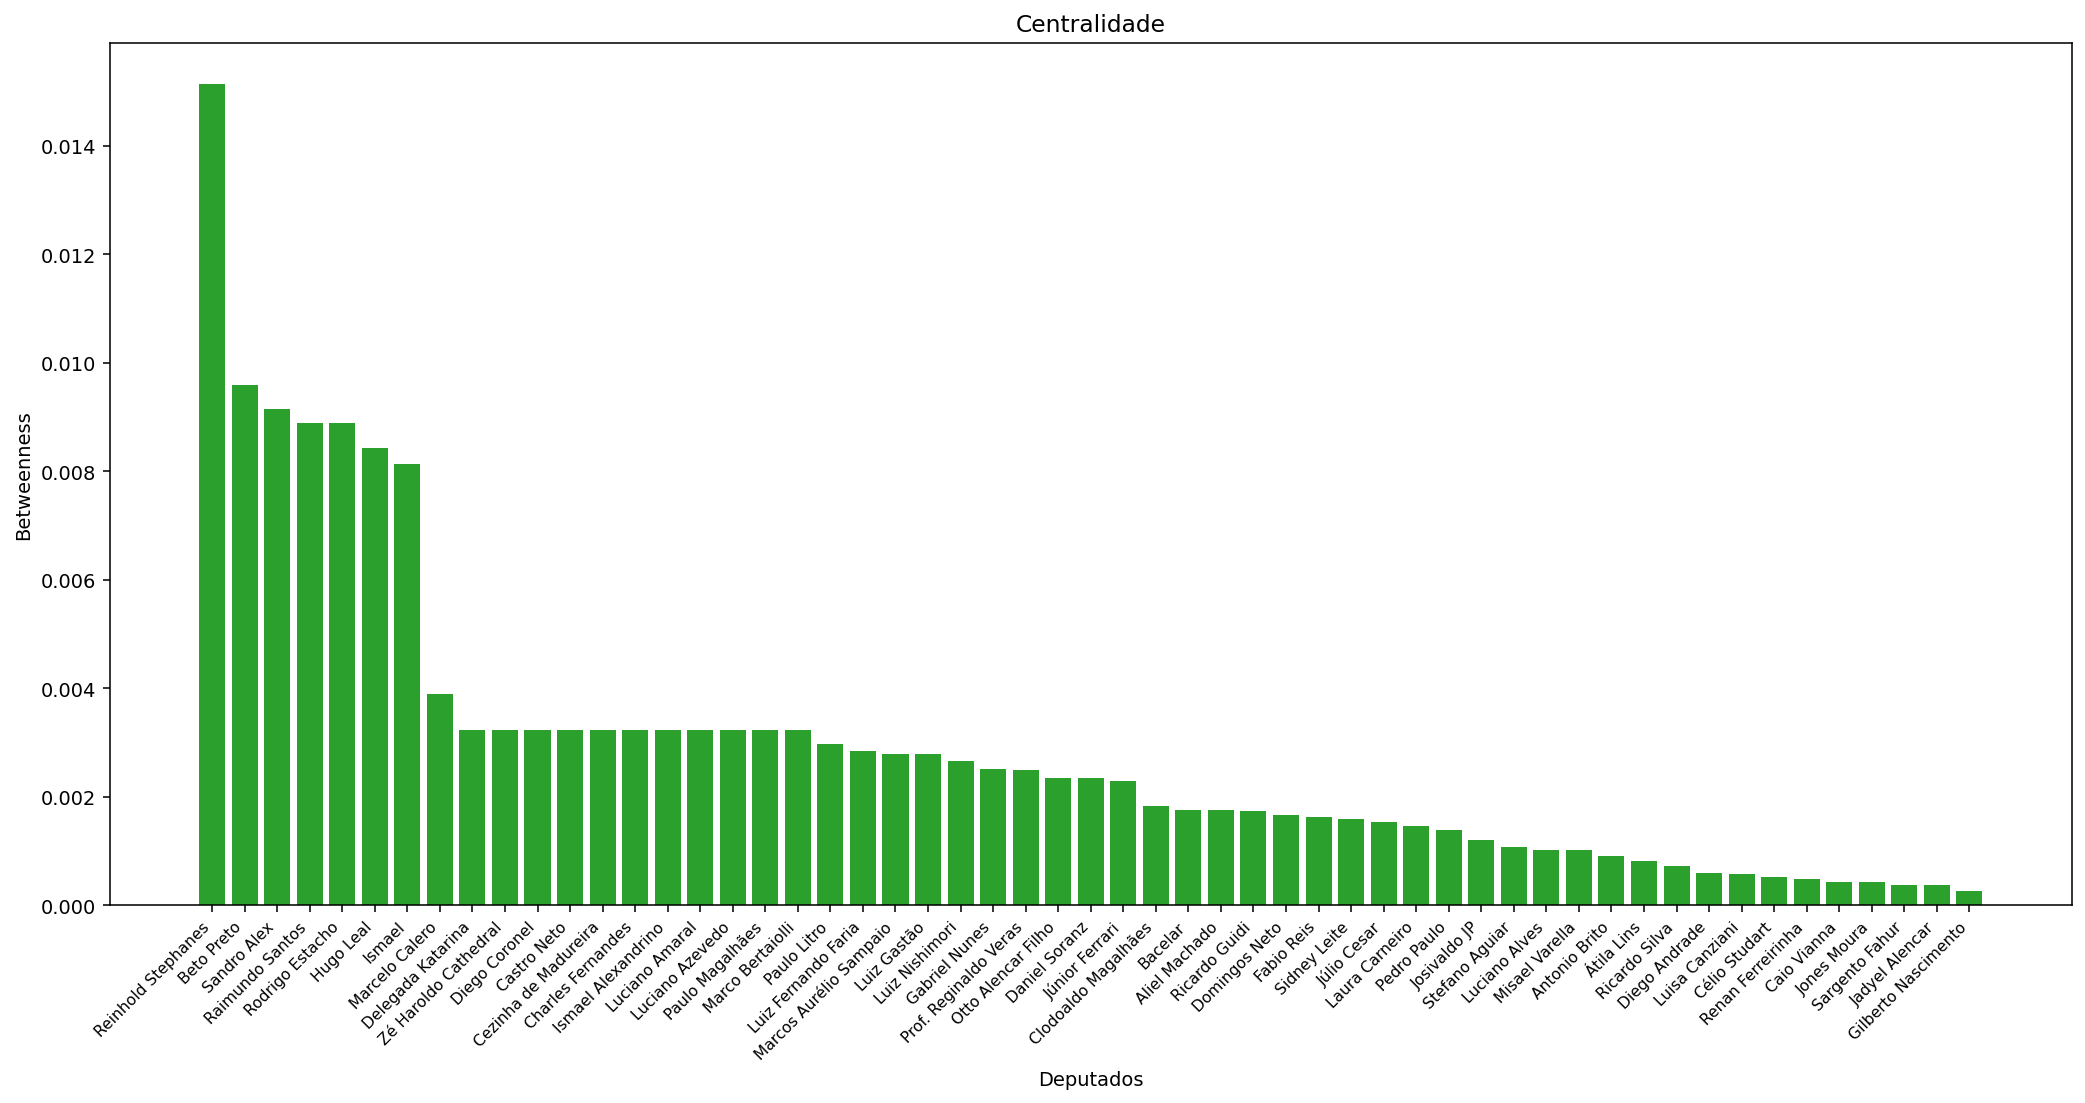 Centralidade
Betweenness
0.014
0.012
0.010
0.008
0.006
0.004
0.002
0.000
Reinhold Stephanes
Beto Preto
Sandro Alex
Raimundo Santos
Rodrigo Estacho
Hugo Leal
Ismael
Marcelo Calero
Delegada Katarina
Zé Haroldo Cathedral
Diego Coronel
Castro Neto
Cezinha de Madureira
Charles Fernandes
Ismael Alexandrino
Luciano Amaral
Luciano Azevedo
Paulo Magalhães
Marco Bertaiolli
Paulo Litro
Luiz Fernando Faria
Marcos Aurélio Sampaio
Luiz Gastão
Luiz Nishimori
Gabriel Nunes
Prof. Reginaldo Veras
Otto Alencar Filho
Daniel Soranz
Júnior Ferrari
Clodoaldo Magalhães
Bacelar
Aliel Machado
Ricardo Guidi
Domingos Neto
Fabio Reis
Sidney Leite
Júlio Cesar
Laura Carneiro
Pedro Paulo
Josivaldo JP
Stefano Aguiar
Luciano Alves
Misael Varella
Antonio Brito
Átila Lins
Ricardo Silva
Diego Andrade
Luisa Canziani
Célio Studart
Renan Ferreirinha
Caio Vianna
Jones Moura
Sargento Fahur
Jadyel Alencar
Gilberto Nascimento
Deputados